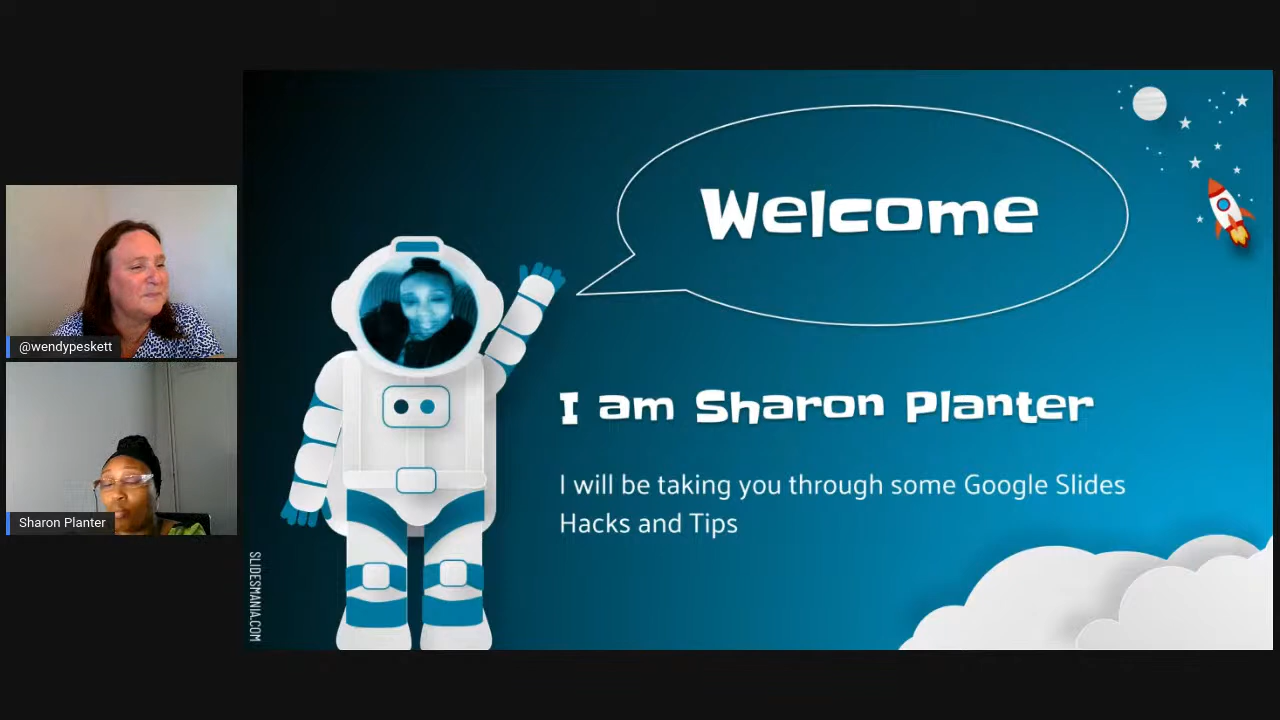 @wendypeskett
Sharon Planter
Welcome
I am Sharon Planter
I will be taking you through some Google Slides
Hacks and Tips
SLIDESMANIA.COM